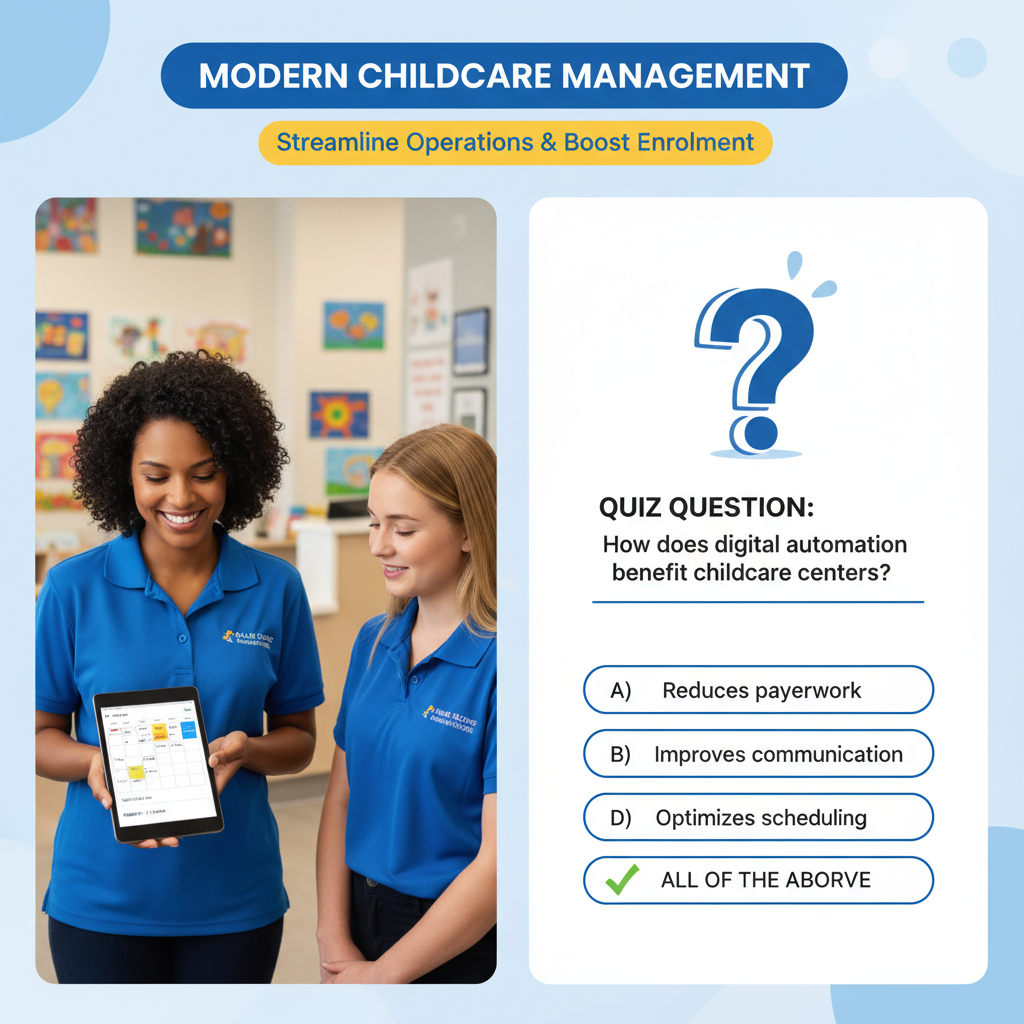 MODERN CHILDCARE MANAGEMENT
Streamline Operations & Boost Enrolment
QUIZ QUESTION:
How does digital automation
benefit childcare centers?
A) Reduces payerwork
B) Improves communication
D) Optimizes scheduling
ALL OF THE ABORVE